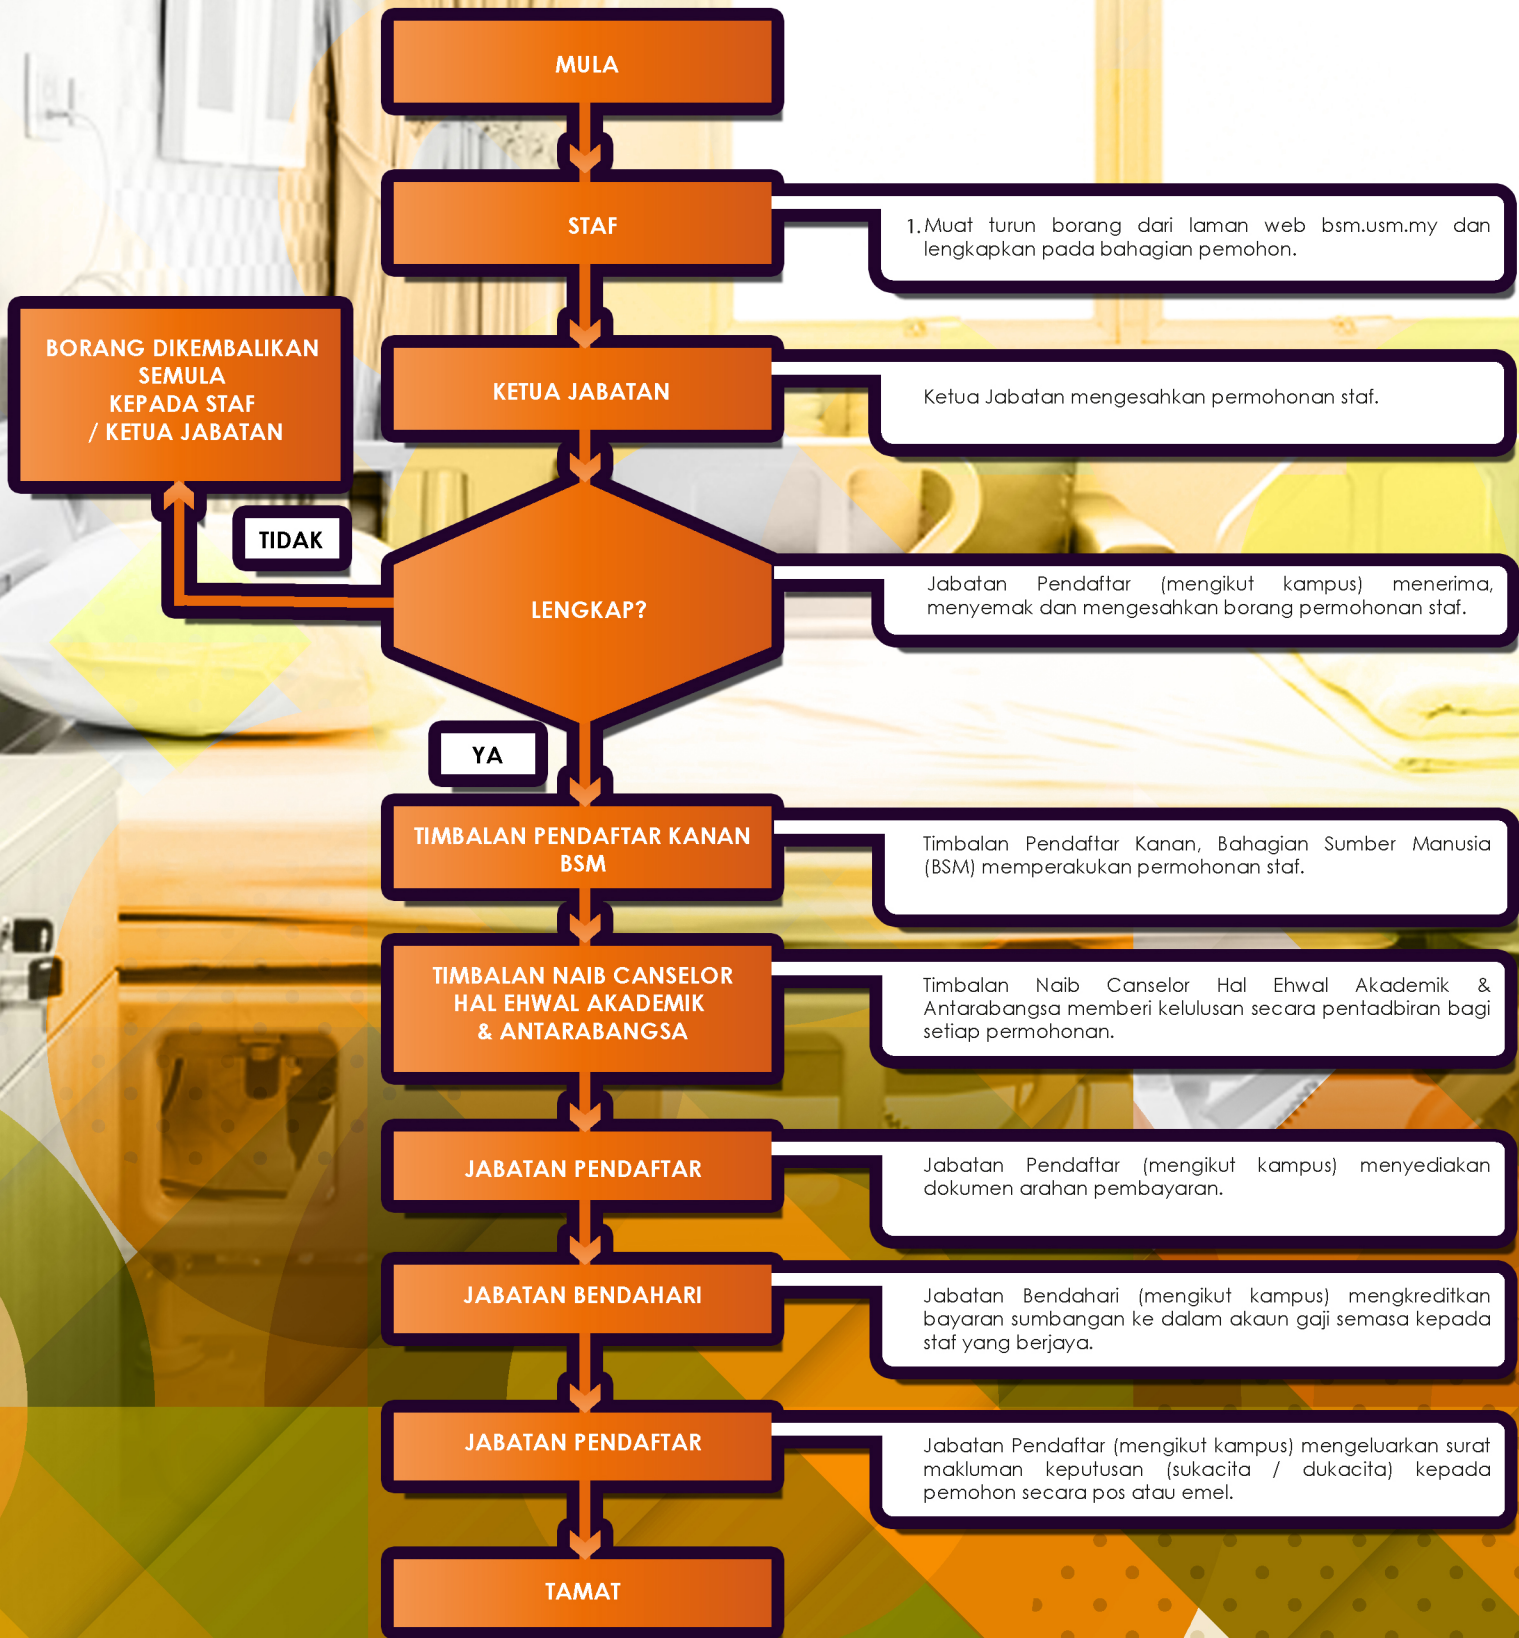 MULA
STAF
1. Muat turun borang dari laman web bsm.usm.my dan
lengkapkan pada bahagian pemohon.
BORANG DIKEMBALIKAN
SEMULA
KEPADA STAF
/ KETUA JABATAN
KETUA JABATAN
Ketua Jabatan mengesahkan permohonan staf.
TIDAK
LENGKAP?
Jabatan Pendaftar (mengikut kampus) menerima,
menyemak dan mengesahkan borang permohonan staf.
YA
TIMBALAN PENDAFTAR KANAN
BSM
Timbalan Pendaftar Kanan, Bahagian Sumber Manusia
(BSM) memperakukan permohonan staf.
TIMBALAN NAIB CANSELOR
HAL EHWAL AKADEMIK
& ANTARABANGSA
Timbalan Naib Canselor Hal Ehwal Akademik &
Antarabangsa memberi kelulusan secara pentadbiran bagi
setiap permohonan.
JABATAN PENDAFTAR
Jabatan Pendaftar (mengikut kampus) menyediakan
dokumen arahan pembayaran.
JABATAN BENDAHARI
Jabatan Bendahari (mengikut kampus) mengkreditkan
bayaran sumbangan ke dalam akaun gaji semasa kepada
staf yang berjaya.
JABATAN PENDAFTAR
Jabatan Pendaftar (mengikut kampus) mengeluarkan surat
makluman keputusan (sukacita / dukacita) kepada
pemohon secara pos atau emel.
TAMAT